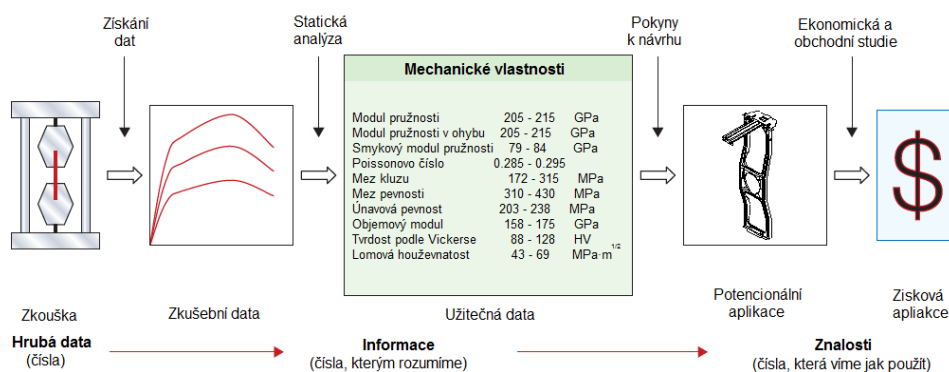 Získání
dat
Statická
analýza
Pokyny
k návrhu
Ekonomická a
obchodní studie
Mechanické vlastnosti
Modul pružnosti 205 - 215 GPa
Modul pružnosti v ohybu 205 - 215 GPa
Smykový modul pružnosti 79 - 84 GPa
Poissonovo číslo 0.285 - 0.295
Mez kluzu 172 - 315 MPa
Mez pevnosti 310 - 430 MPa
Únavová pevnost 203 - 238 MPa
Objemový modul 158 - 175 GPa
Tvrdost podle Vickerse 88 - 128 HV
Lomová houževnatost 43 - 69 MPa·m 1/2
$
Zkouška
Zkušební data
Užitečná data
Potencionální
aplikace
Zisková
apliakce
Hrubá data
(čísla)
Informace
(čísla, kterým rozumíme)
Znalosti
(čísla, která víme jak použít)